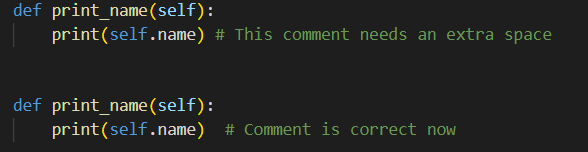 def print_name(self):
    print(self.name) # This comment needs an extra space
def print_name(self):
    print(self.name)  # Comment is correct now